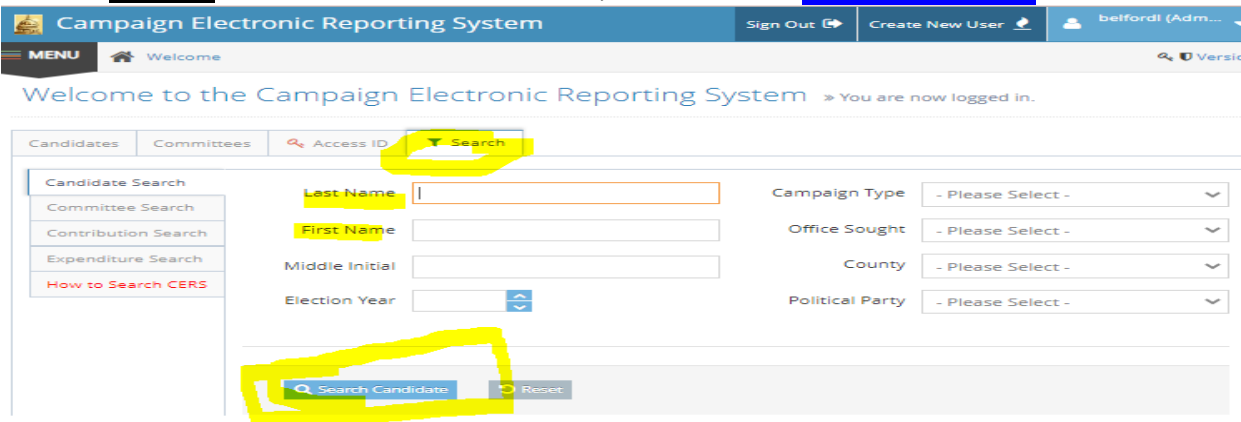 Campaign Electronic Reporting System
Sign Out
Create New User
belfordl (Adm...
MENU
Welcome
Versio
Welcome to the Campaign Electronic Reporting System » You are now logged in.
Candidates
Committees
Access ID
Search
Candidate Search
Committee Search
Contribution Search
Expenditure Search
How to Search CERS
Last Name
First Name
Middle Initial
Election Year
Campaign Type
- Please Select -
Office Sought
- Please Select -
County
- Please Select -
Political Party
- Please Select -
Search Candidate
Reset